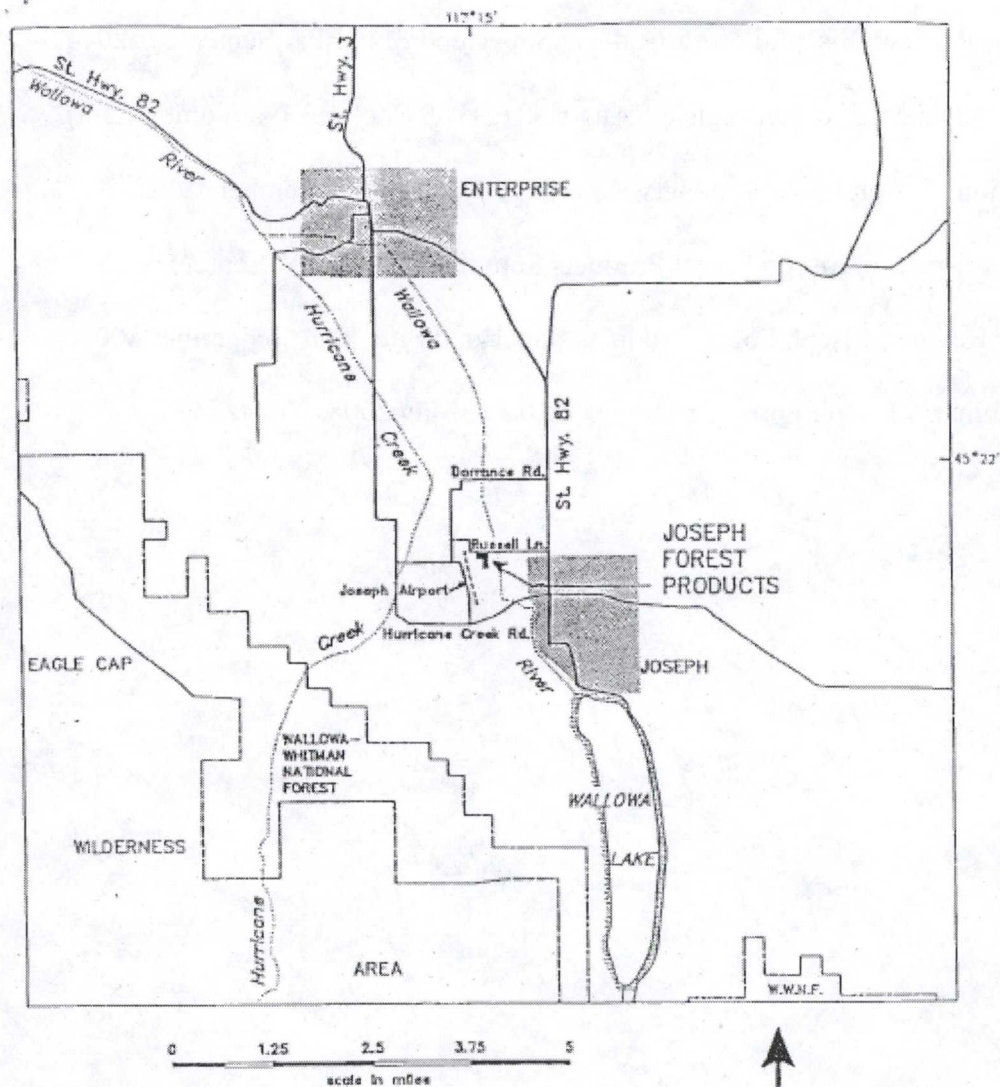 117°15'
St. Hwy. 82
Wallowa
River
St. Hwy. 3
ENTERPRISE
Wallowa
Hurricane
Creek
St. Hwy. 82
45°22'
Dorrance Rd.
Russell Ln.
JOSEPH
FOREST
PRODUCTS
Joseph Airport
Hurricane Creek Rd.
Creek
River
JOSEPH
EAGLE CAP
WALLOWA-
WHITMAN
NATIONAL
FOREST
WALLOWA
LAKE
WILDERNESS
Hurricane
AREA
W.W.N.F.
0 1.25 2.5 3.75 5
scale in miles